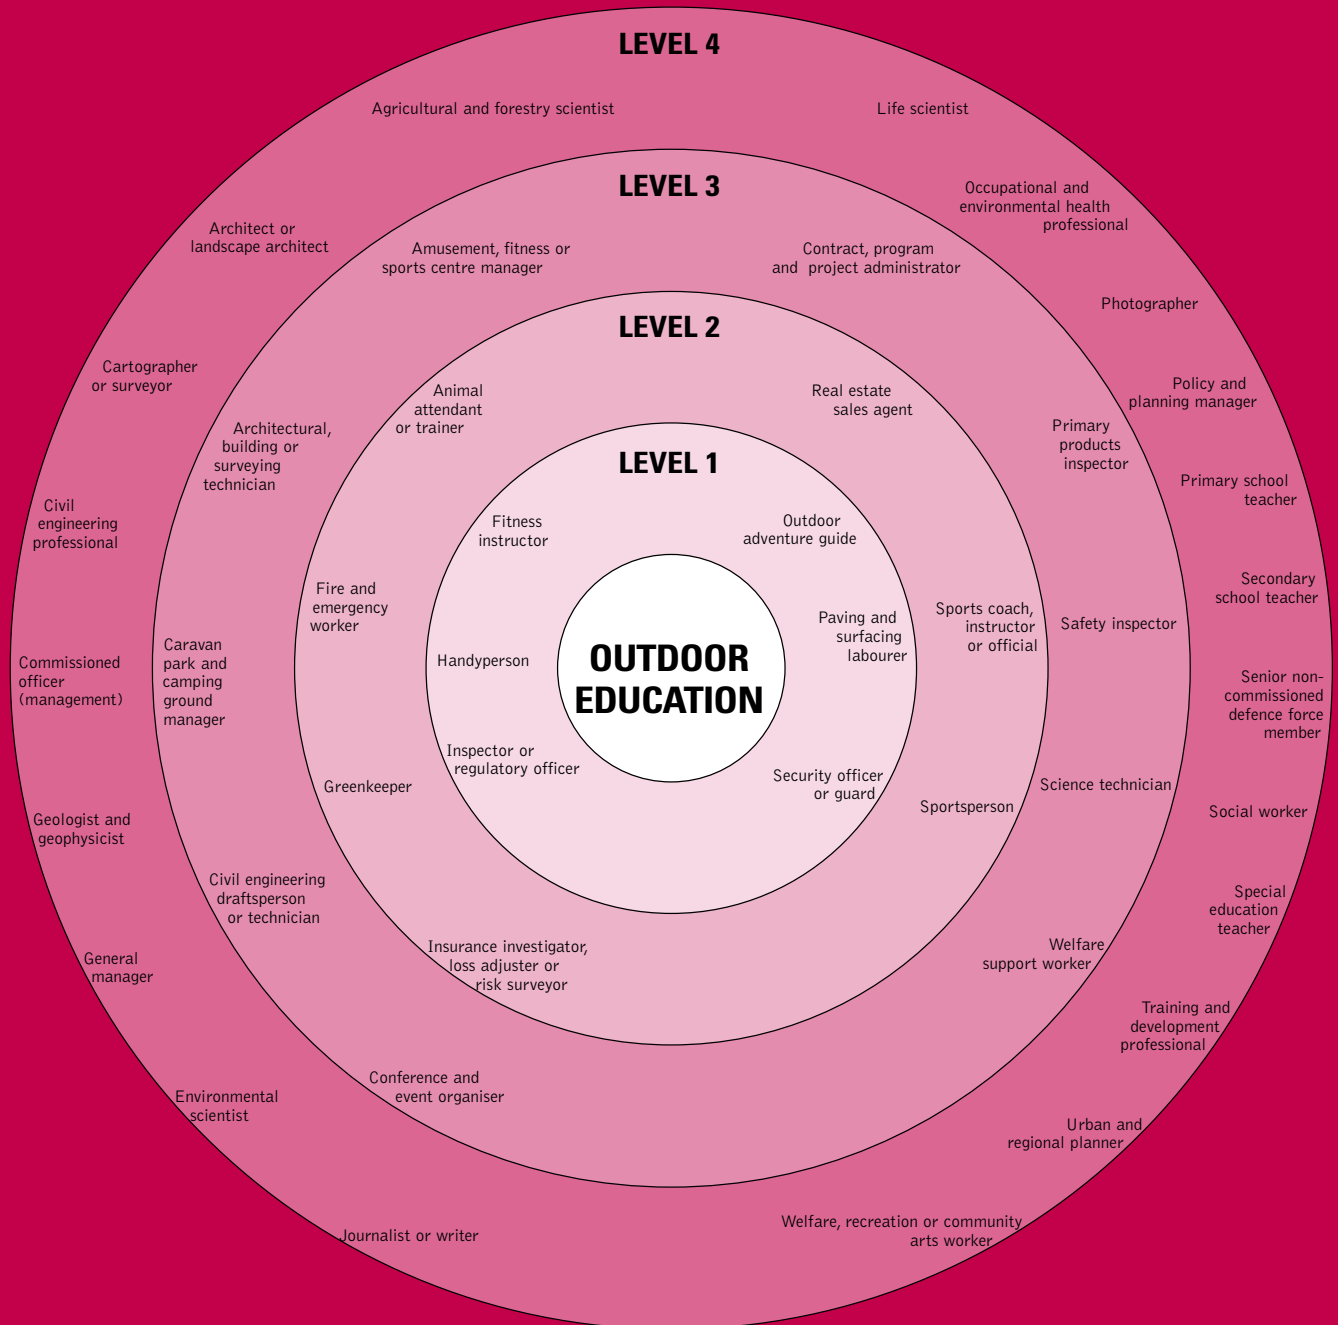 LEVEL 4
Agricultural and forestry scientist
Life scientist
Occupational and
environmental health
professional
Photographer
Policy and
planning manager
Primary school
teacher
Secondary
school teacher
Senior non-
commissioned
defence force
member
Social worker
Special
education
teacher
Training and
development
professional
Urban and
regional planner
Welfare, recreation or community
arts worker
Journalist or writer
Environmental
scientist
General
manager
Geologist and
geophysicist
Commissioned
officer
(management)
Civil
engineering
professional
Cartographer
or surveyor
Architect or
landscape architect
LEVEL 3
Amusement, fitness or
sports centre manager
Contract, program
and project administrator
Primary
products
inspector
Safety inspector
Science technician
Welfare
support worker
Conference and
event organiser
Civil engineering
draftsperson
or technician
Caravan
park and
camping
ground
manager
Architectural,
building or
surveying
technician
LEVEL 2
Animal
attendant
or trainer
Real estate
sales agent
Sports coach,
instructor
or official
Sportsperson
Insurance investigator,
loss adjuster or
risk surveyor
Greenkeeper
Fire and
emergency
worker
LEVEL 1
Fitness
instructor
Outdoor
adventure guide
Paving and
surfacing
labourer
Security officer
or guard
Inspector or
regulatory officer
Handyperson
OUTDOOR
EDUCATION